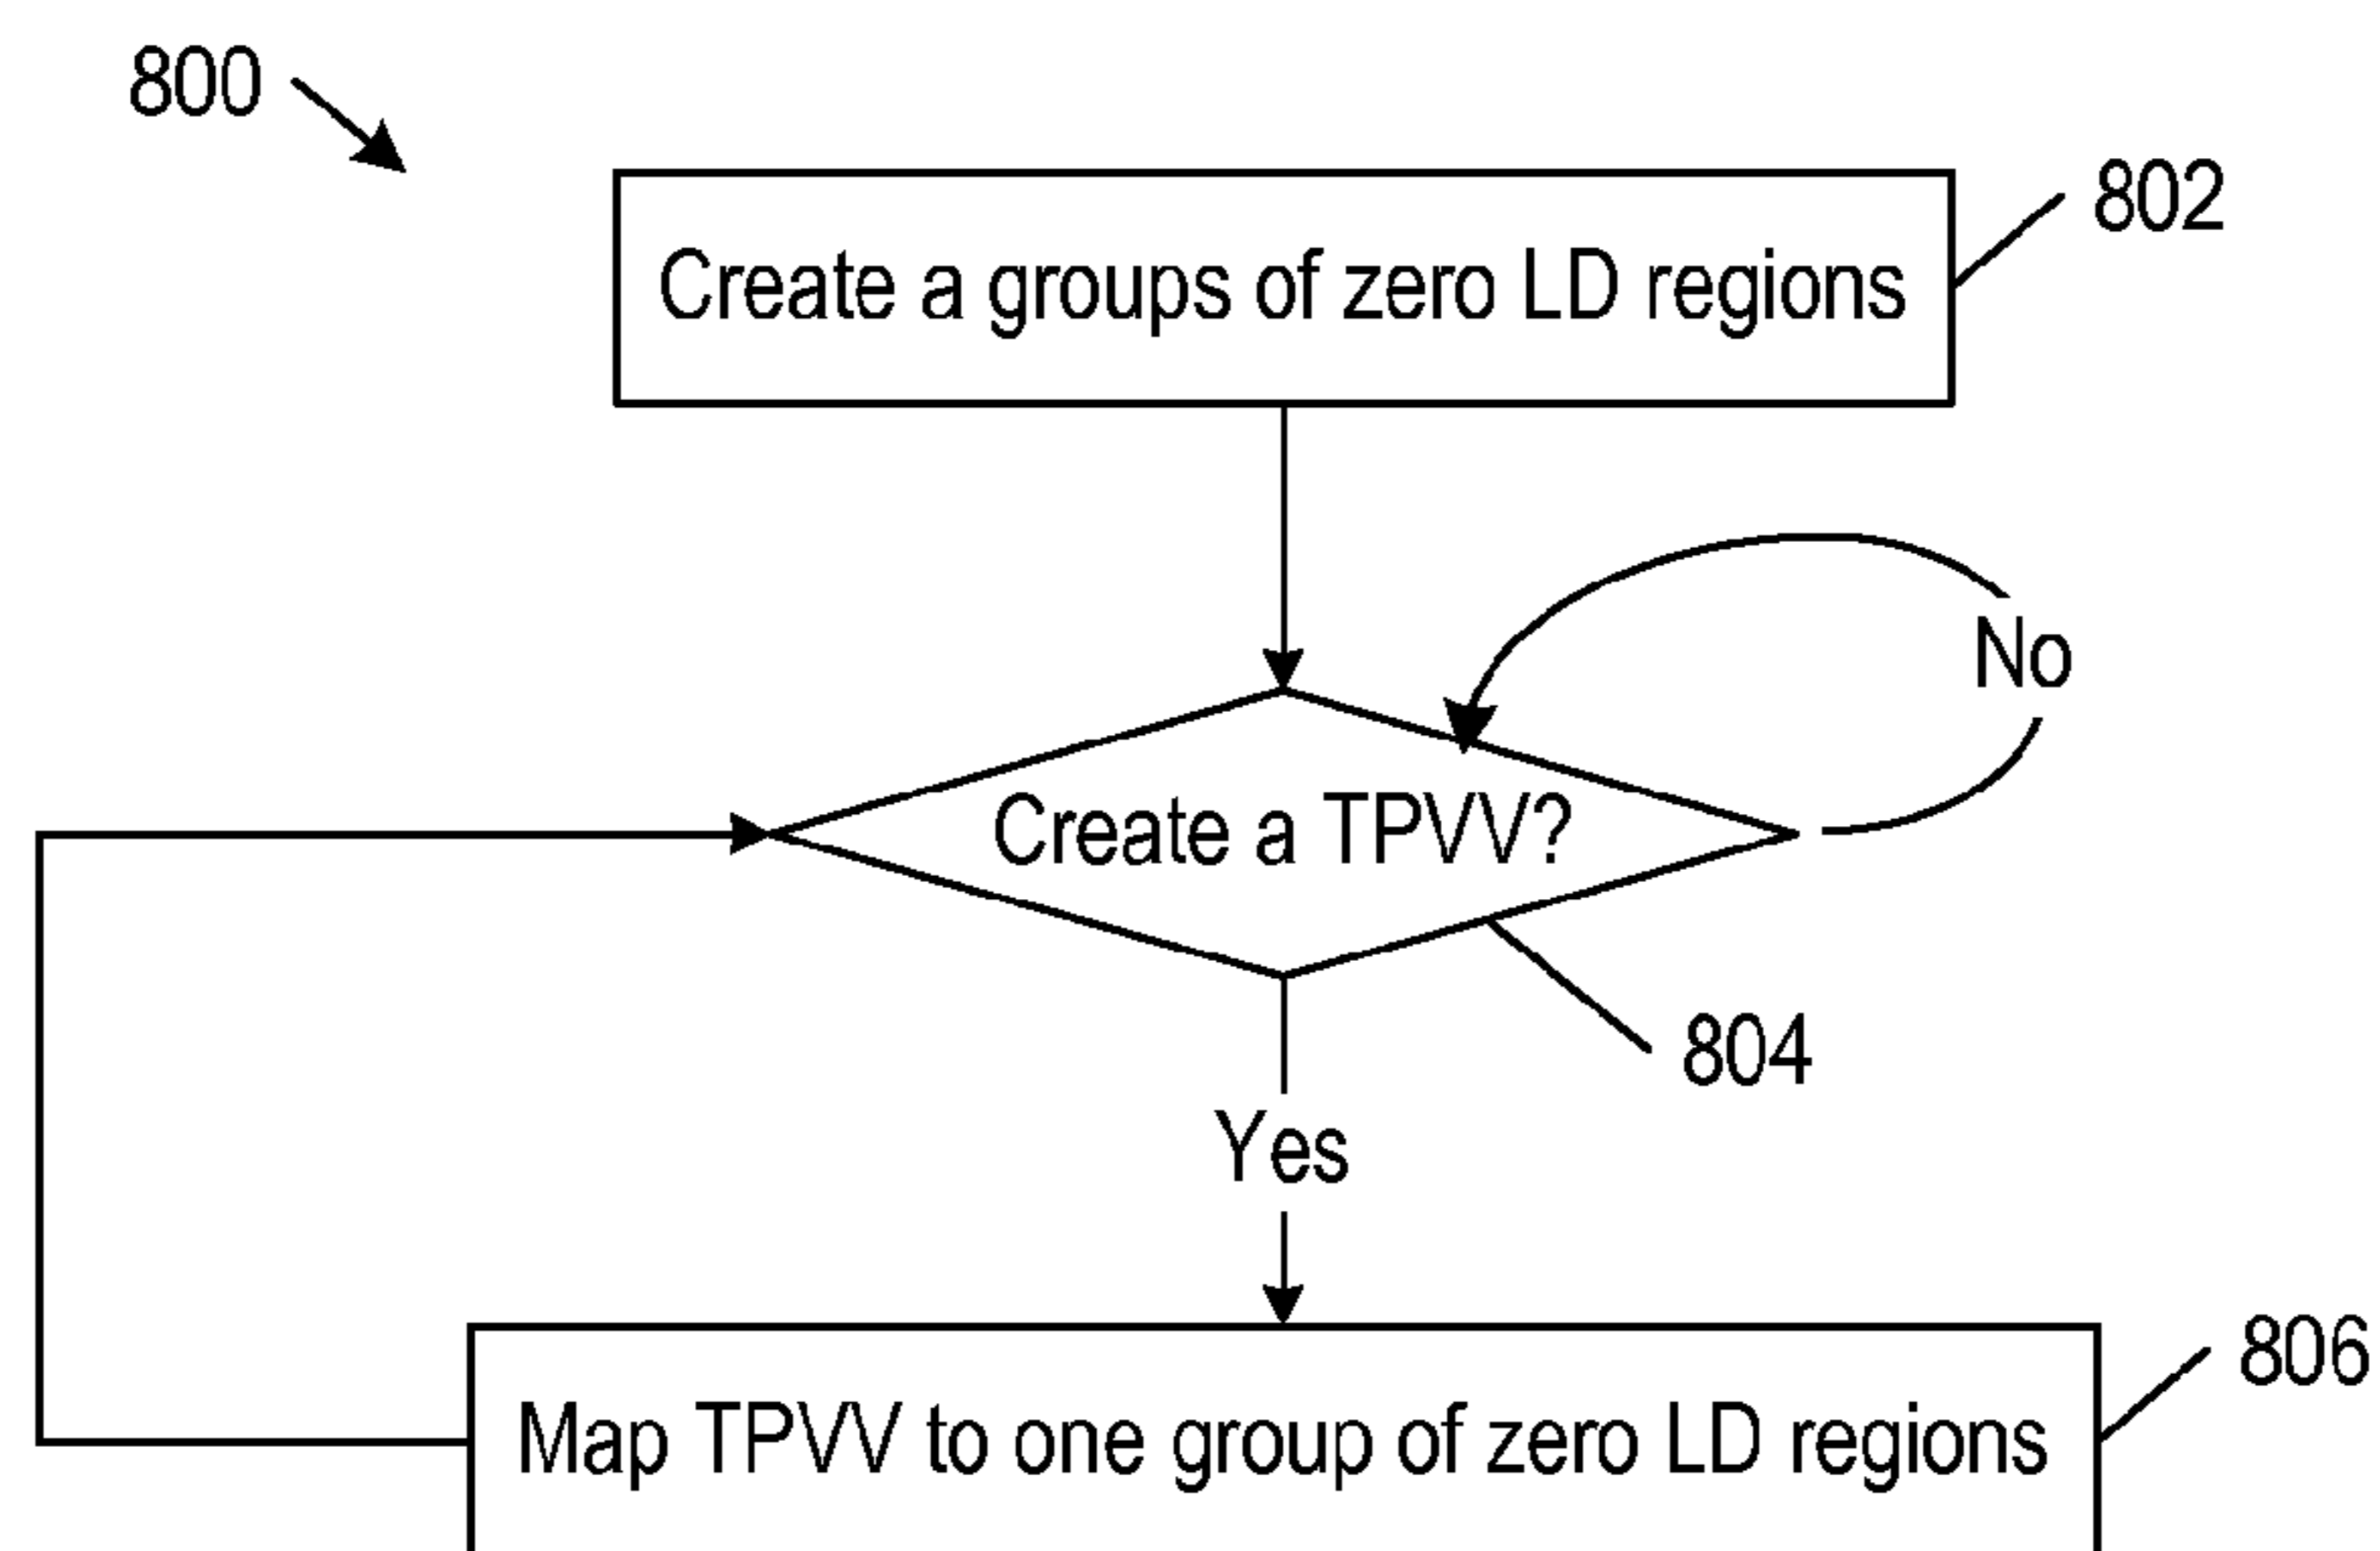 800
802
Create a groups of zero LD regions
No
Create a TPVV?
804
Yes
806
Map TPVV to one group of zero LD regions